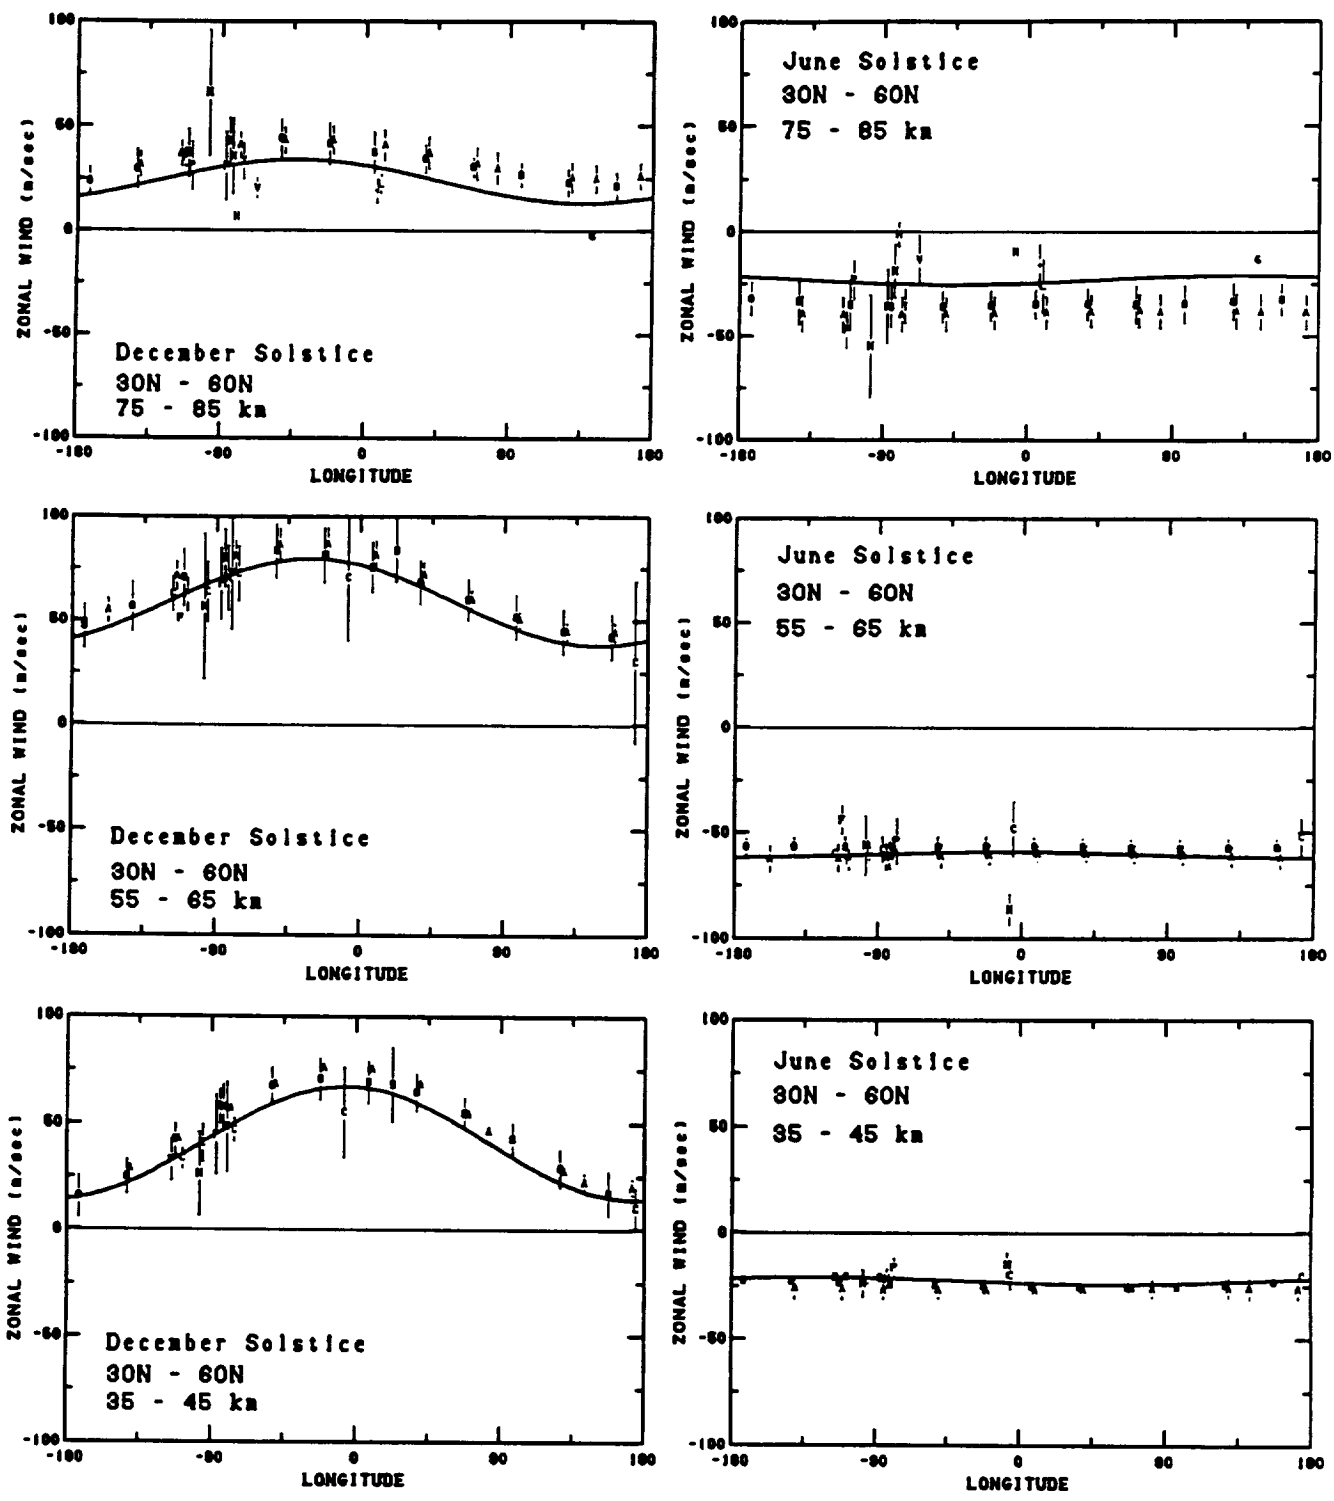 100
50
0
-50
-100
ZONAL WIND (m/sec)
December Solstice
30N - 60N
75 - 85 km
-180 -90 0 90 180
LONGITUDE
100
50
0
-50
-100
ZONAL WIND (m/sec)
June Solstice
30N - 60N
75 - 85 km
-180 -90 0 90 180
LONGITUDE
100
50
0
-50
-100
ZONAL WIND (m/sec)
December Solstice
30N - 60N
55 - 65 km
-180 -90 0 90 180
LONGITUDE
100
50
0
-50
-100
ZONAL WIND (m/sec)
June Solstice
30N - 60N
55 - 65 km
-180 -90 0 90 180
LONGITUDE
100
50
0
-50
-100
ZONAL WIND (m/sec)
December Solstice
30N - 60N
35 - 45 km
-180 -90 0 90 180
LONGITUDE
100
50
0
-50
-100
ZONAL WIND (m/sec)
June Solstice
30N - 60N
35 - 45 km
-180 -90 0 90 180
LONGITUDE